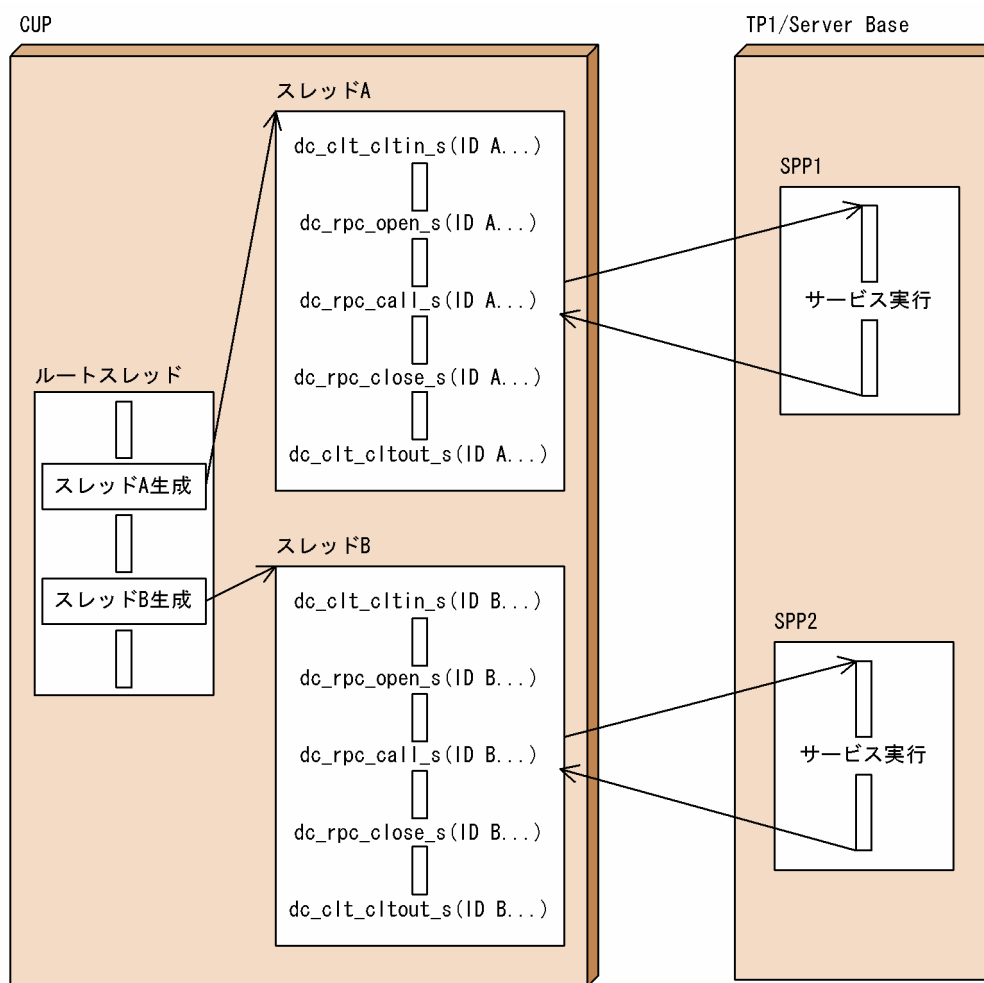 CUP
TP1/Server Base
スレッドA
dc_clt_cltin_s(ID A...)
dc_rpc_open_s(ID A...)
dc_rpc_call_s(ID A...)
dc_rpc_close_s(ID A...)
dc_clt_cltout_s(ID A...)
SPP1
サービス実行
ルートスレッド
スレッドA生成
スレッドB生成
スレッドB
dc_clt_cltin_s(ID B...)
dc_rpc_open_s(ID B...)
dc_rpc_call_s(ID B...)
dc_rpc_close_s(ID B...)
dc_clt_cltout_s(ID B...)
SPP2
サービス実行